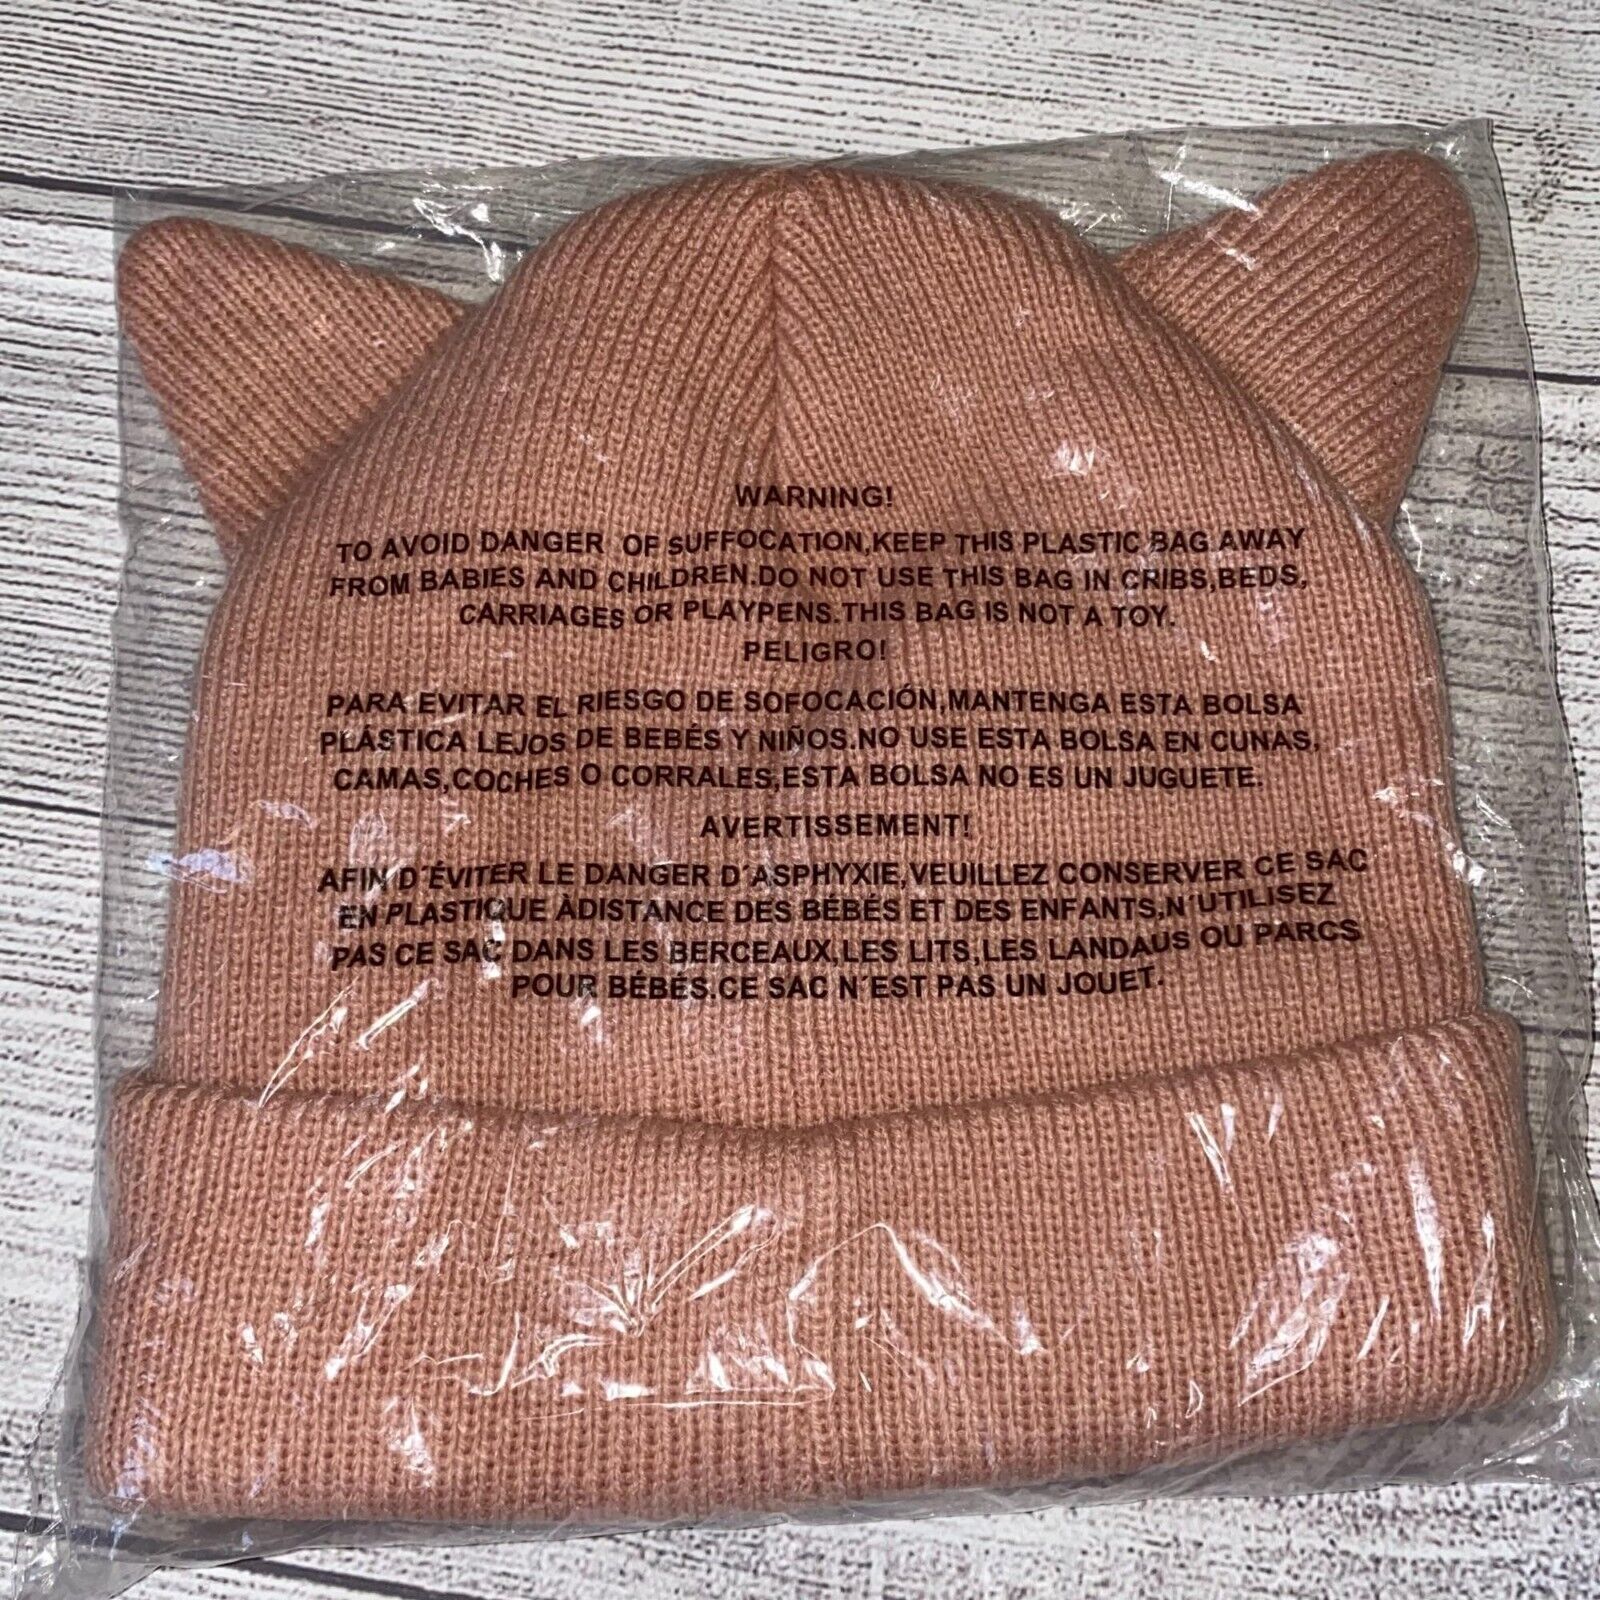 WARNING!
TO AVOID DANGER OF SUFFOCATION,KEEP THIS PLASTIC BAG AWAY
FROM BABIES AND CHILDREN.DO NOT USE THIS BAG IN CRIBS,BEDS,
CARRIAGES OR PLAYPENS.THIS BAG IS NOT A TOY.
PELIGRO!
PARA EVITAR EL RIESGO DE SOFOCACIÓN,MANTENGA ESTA BOLSA
PLÁSTICA LEJOS DE BEBÉS Y NIÑOS.NO USE ESTA BOLSA EN CUNAS,
CAMAS,COCHES O CORRALES,ESTA BOLSA NO ES UN JUGUETE.
AVERTISSEMENT!
AFIN D´ÉVITER LE DANGER D´ASPHYXIE,VEUILLEZ CONSERVER CE SAC
EN PLASTIQUE ÀDISTANCE DES BÉBÉS ET DES ENFANTS,N´UTILISEZ
PAS CE SAC DANS LES BERCEAUX,LES LITS,LES LANDAUS OU PARCS
POUR BÉBÉS.CE SAC N´EST PAS UN JOUET.